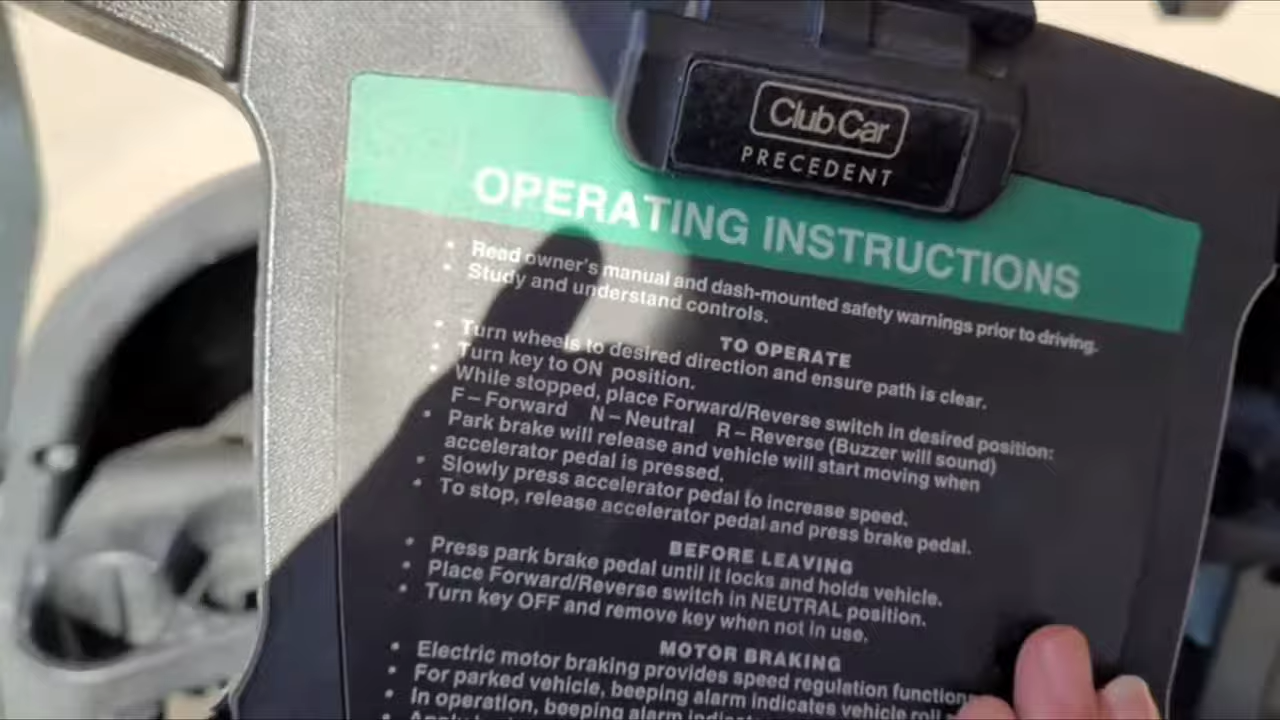 Club Car
PRECEDENT
OPERATING INSTRUCTIONS
• Read owner's manual and dash-mounted safety warnings prior to driving.
• Study and understand controls.
TO OPERATE
• Turn wheels to desired direction and ensure path is clear.
• Turn key to ON position.
• While stopped, place Forward/Reverse switch in desired position:
F – Forward N – Neutral R – Reverse (Buzzer will sound)
• Park brake will release and vehicle will start moving when
accelerator pedal is pressed.
• Slowly press accelerator pedal to increase speed.
• To stop, release accelerator pedal and press brake pedal.
BEFORE LEAVING
• Press park brake pedal until it locks and holds vehicle.
• Place Forward/Reverse switch in NEUTRAL position.
• Turn key OFF and remove key when not in use.
MOTOR BRAKING
• Electric motor braking provides speed regulation
• For parked vehicle, beeping alarm indicates vehicle roll
• In operation, beeping alarm